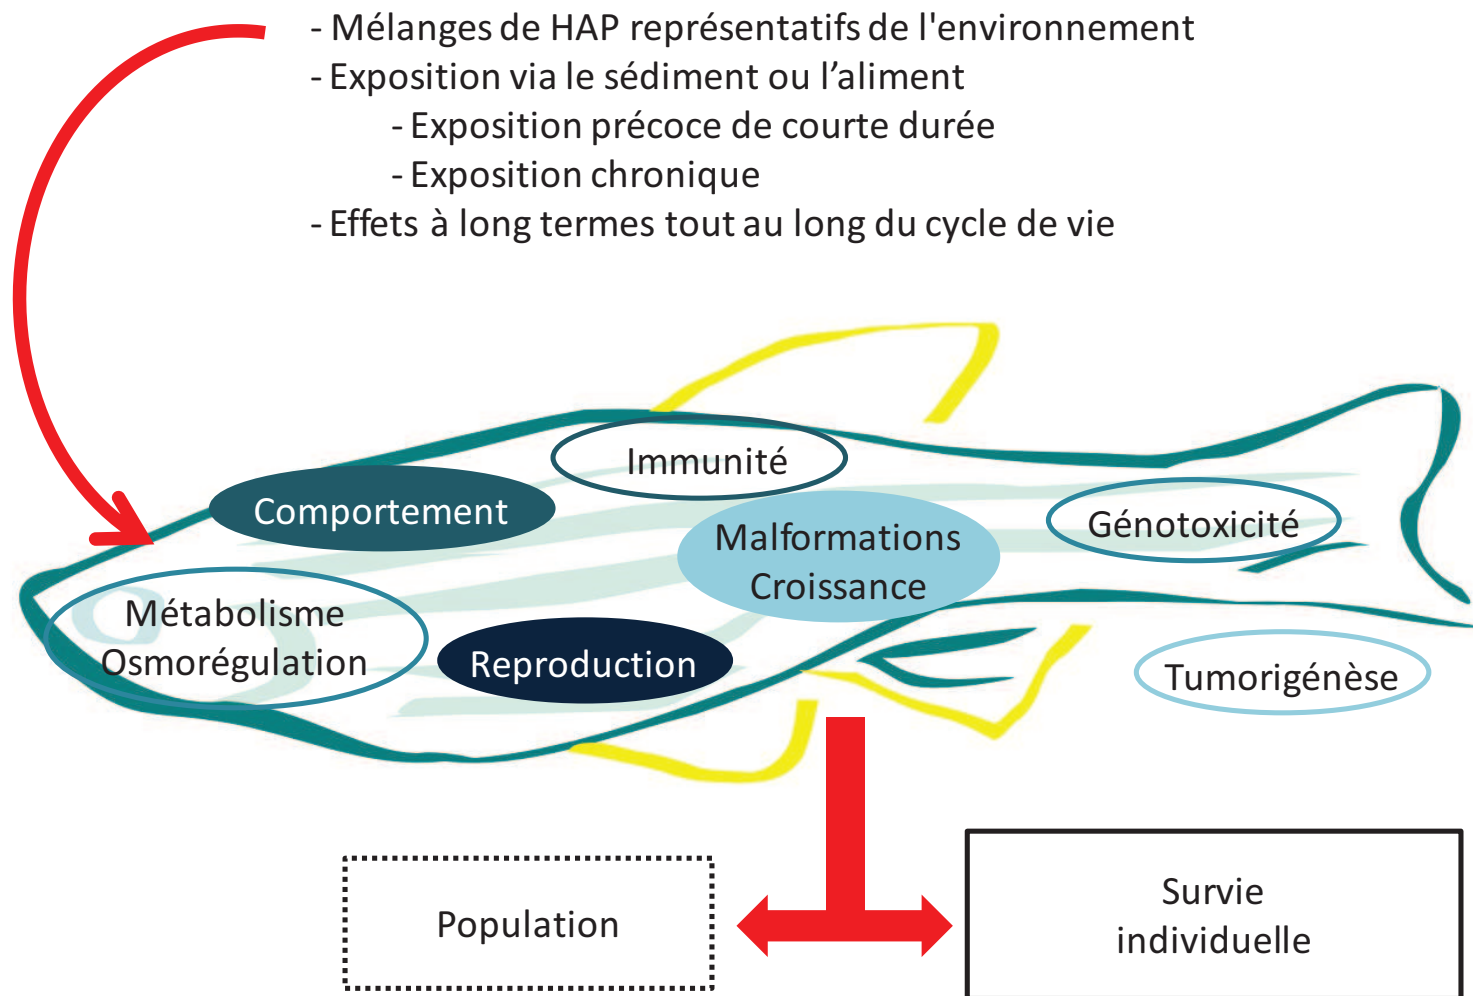 - Mélanges de HAP représentatifs de l'environnement
- Exposition via le sédiment ou l’aliment
- Exposition précoce de courte durée
- Exposition chronique
- Effets à long termes tout au long du cycle de vie
Immunité
Comportement
Malformations
Croissance
Génotoxicité
Métabolisme
Osmorégulation
Reproduction
Tumorigénèse
Population
Survie
individuelle